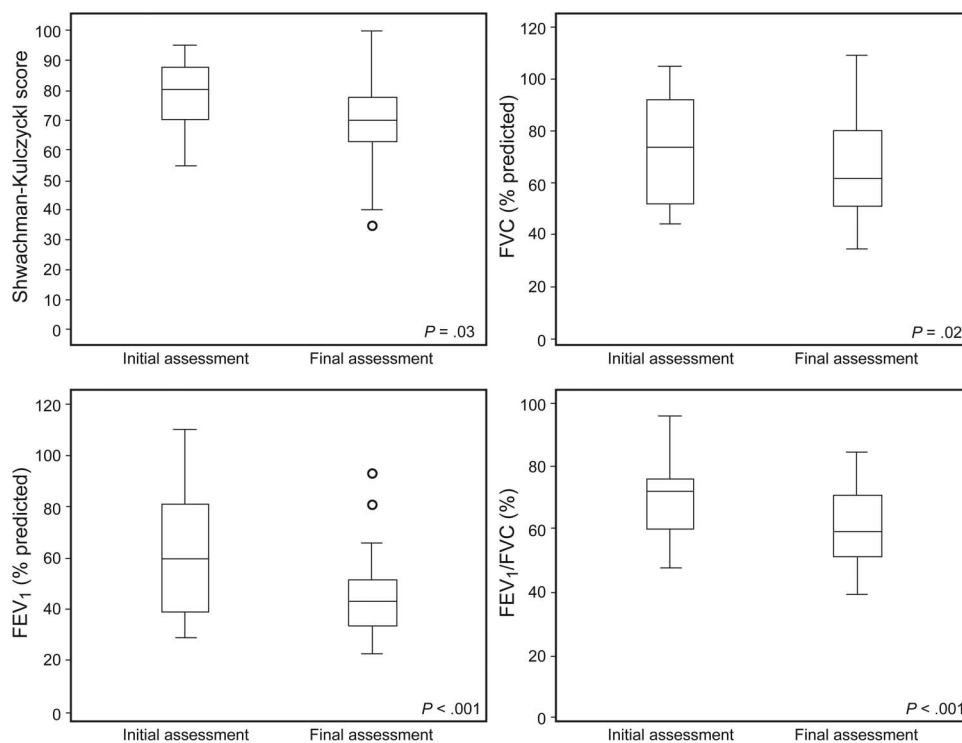 Shwachman-Kulczyckl score
100
90
80
70
60
50
40
30
20
10
0
P = .03
Initial assessment
Final assessment
FVC (% predicted)
120
100
80
60
40
20
0
P = .02
Initial assessment
Final assessment
FEV1 (% predicted)
120
100
80
60
40
20
0
P < .001
Initial assessment
Final assessment
FEV1/FVC (%)
100
80
60
40
20
0
P < .001
Initial assessment
Final assessment